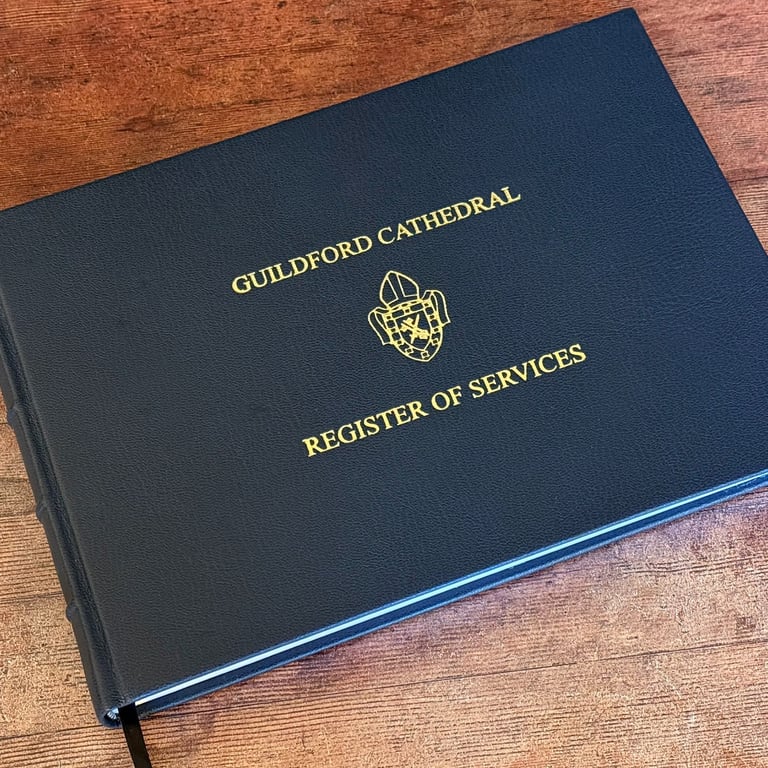 GUILDFORD CATHEDRAL
REGISTER OF SERVICES